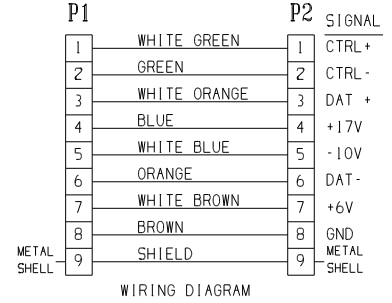 P1 P2 SIGNAL
1 WHITE GREEN 1 CTRL+
2 GREEN 2 CTRL-
3 WHITE ORANGE 3 DAT +
4 BLUE 4 +17V
5 WHITE BLUE 5 -10V
6 ORANGE 6 DAT-
7 WHITE BROWN 7 +6V
8 BROWN 8 GND
METAL SHELL 9 SHIELD 9 METAL SHELL
WIRING DIAGRAM